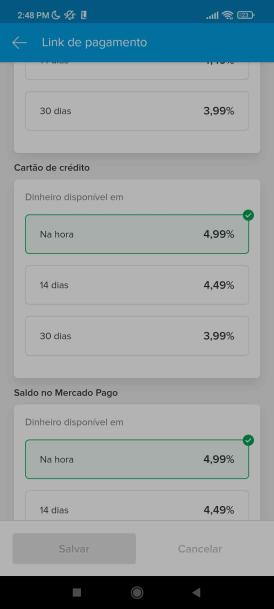 2:48 PM
Link de pagamento
30 dias 3,99%
Cartão de crédito
Dinheiro disponível em
Na hora 4,99%
14 dias 4,49%
30 dias 3,99%
Saldo no Mercado Pago
Dinheiro disponível em
Na hora 4,99%
14 dias 4,49%
Salvar Cancelar